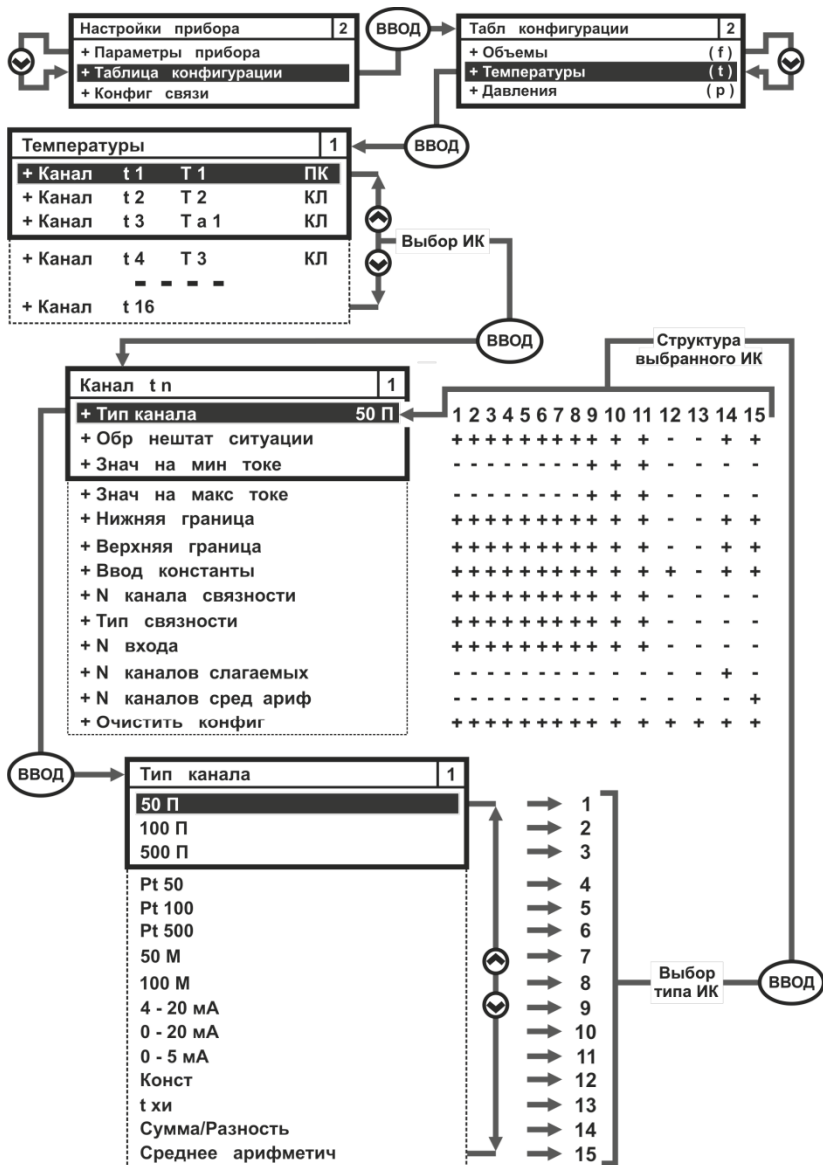 Настройки прибора 2
+ Параметры прибора
+ Таблица конфигурации
+ Конфиг связи
ВВОД
Табл конфигурации 2
+ Объемы ( f )
+ Температуры ( t )
+ Давления ( p )
ВВОД
Температуры 1
+ Канал t 1 T 1 ПК
+ Канал t 2 T 2 КЛ
+ Канал t 3 T a 1 КЛ
+ Канал t 4 T 3 КЛ
- - - -
+ Канал t 16
Выбор ИК
ВВОД
Структура
выбранного ИК
Канал t n 1
+ Тип канала 50 П 1 2 3 4 5 6 7 8 9 10 11 12 13 14 15
+ Обр нештат ситуации + + + + + + + + + + + - - + +
+ Знач на мин токе - - - - - - - - + + + - - - -
+ Знач на макс токе - - - - - - - - + + + - - - -
+ Нижняя граница + + + + + + + + + + + - - + +
+ Верхняя граница + + + + + + + + + + + - - + +
+ Ввод константы + + + + + + + + + + + + - + +
+ N канала связности + + + + + + + + + + + - - - -
+ Тип связности + + + + + + + + + + + - - - -
+ N входа + + + + + + + + + + + - - - -
+ N каналов слагаемых - - - - - - - - - - - - - + -
+ N каналов сред ариф - - - - - - - - - - - - - - +
+ Очистить конфиг + + + + + + + + + + + + + + +
ВВОД
Тип канала 1
50 П 1
100 П 2
500 П 3
Pt 50 4
Pt 100 5
Pt 500 6
50 М 7
100 М 8
4 - 20 мА 9
0 - 20 мА 10
0 - 5 мА 11
Конст 12
t хи 13
Сумма/Разность 14
Среднее арифметич 15
Выбор
типа ИК
ВВОД